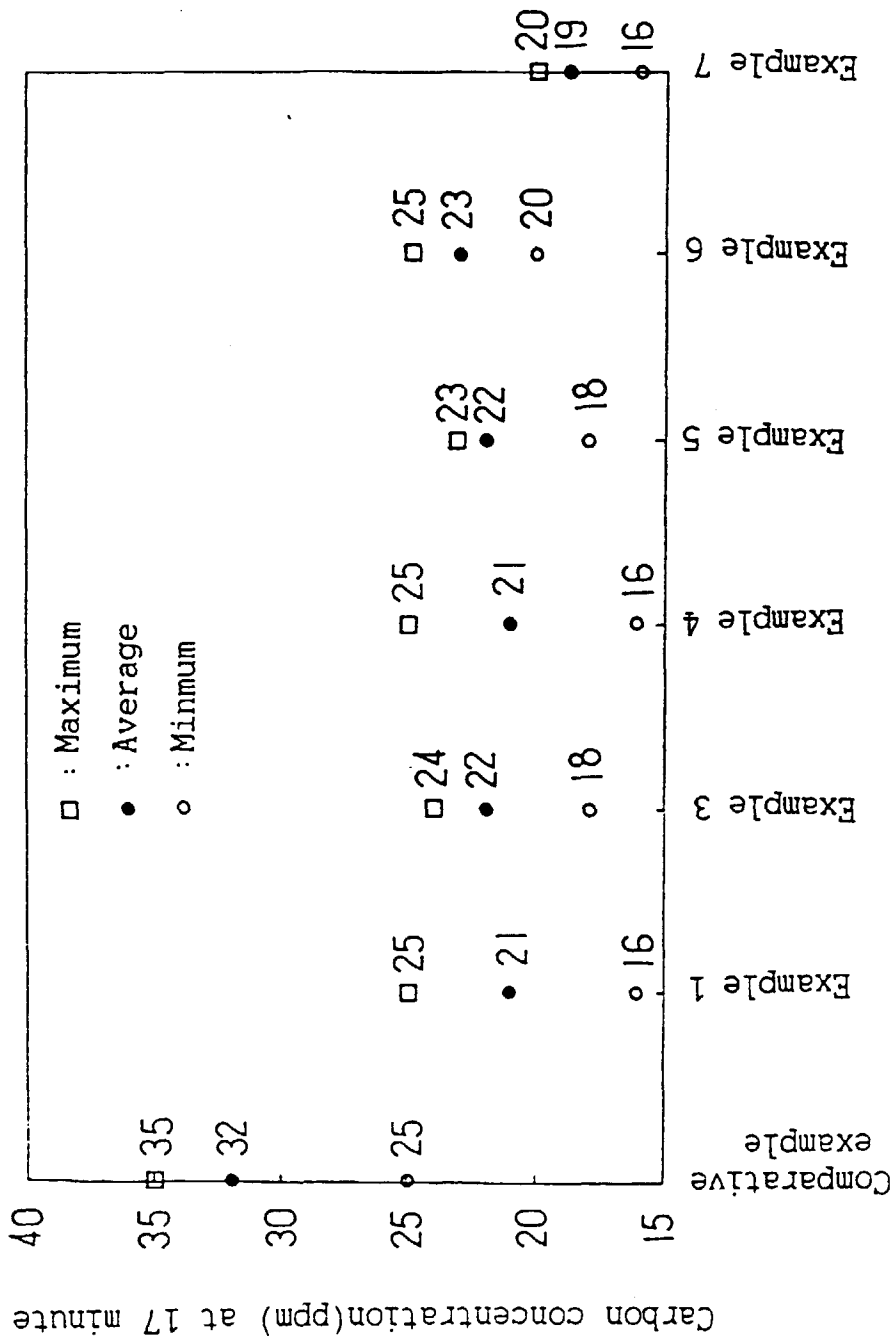 Carbon concentration(ppm) at 17 minute
40
35
30
25
20
15
□ : Maximum
● : Average
○ : Minmum
35
32
25
25
21
16
24
22
18
25
21
16
23
22
18
25
23
20
20
19
16
Comparative
example
Example 1
Example 3
Example 4
Example 5
Example 6
Example 7